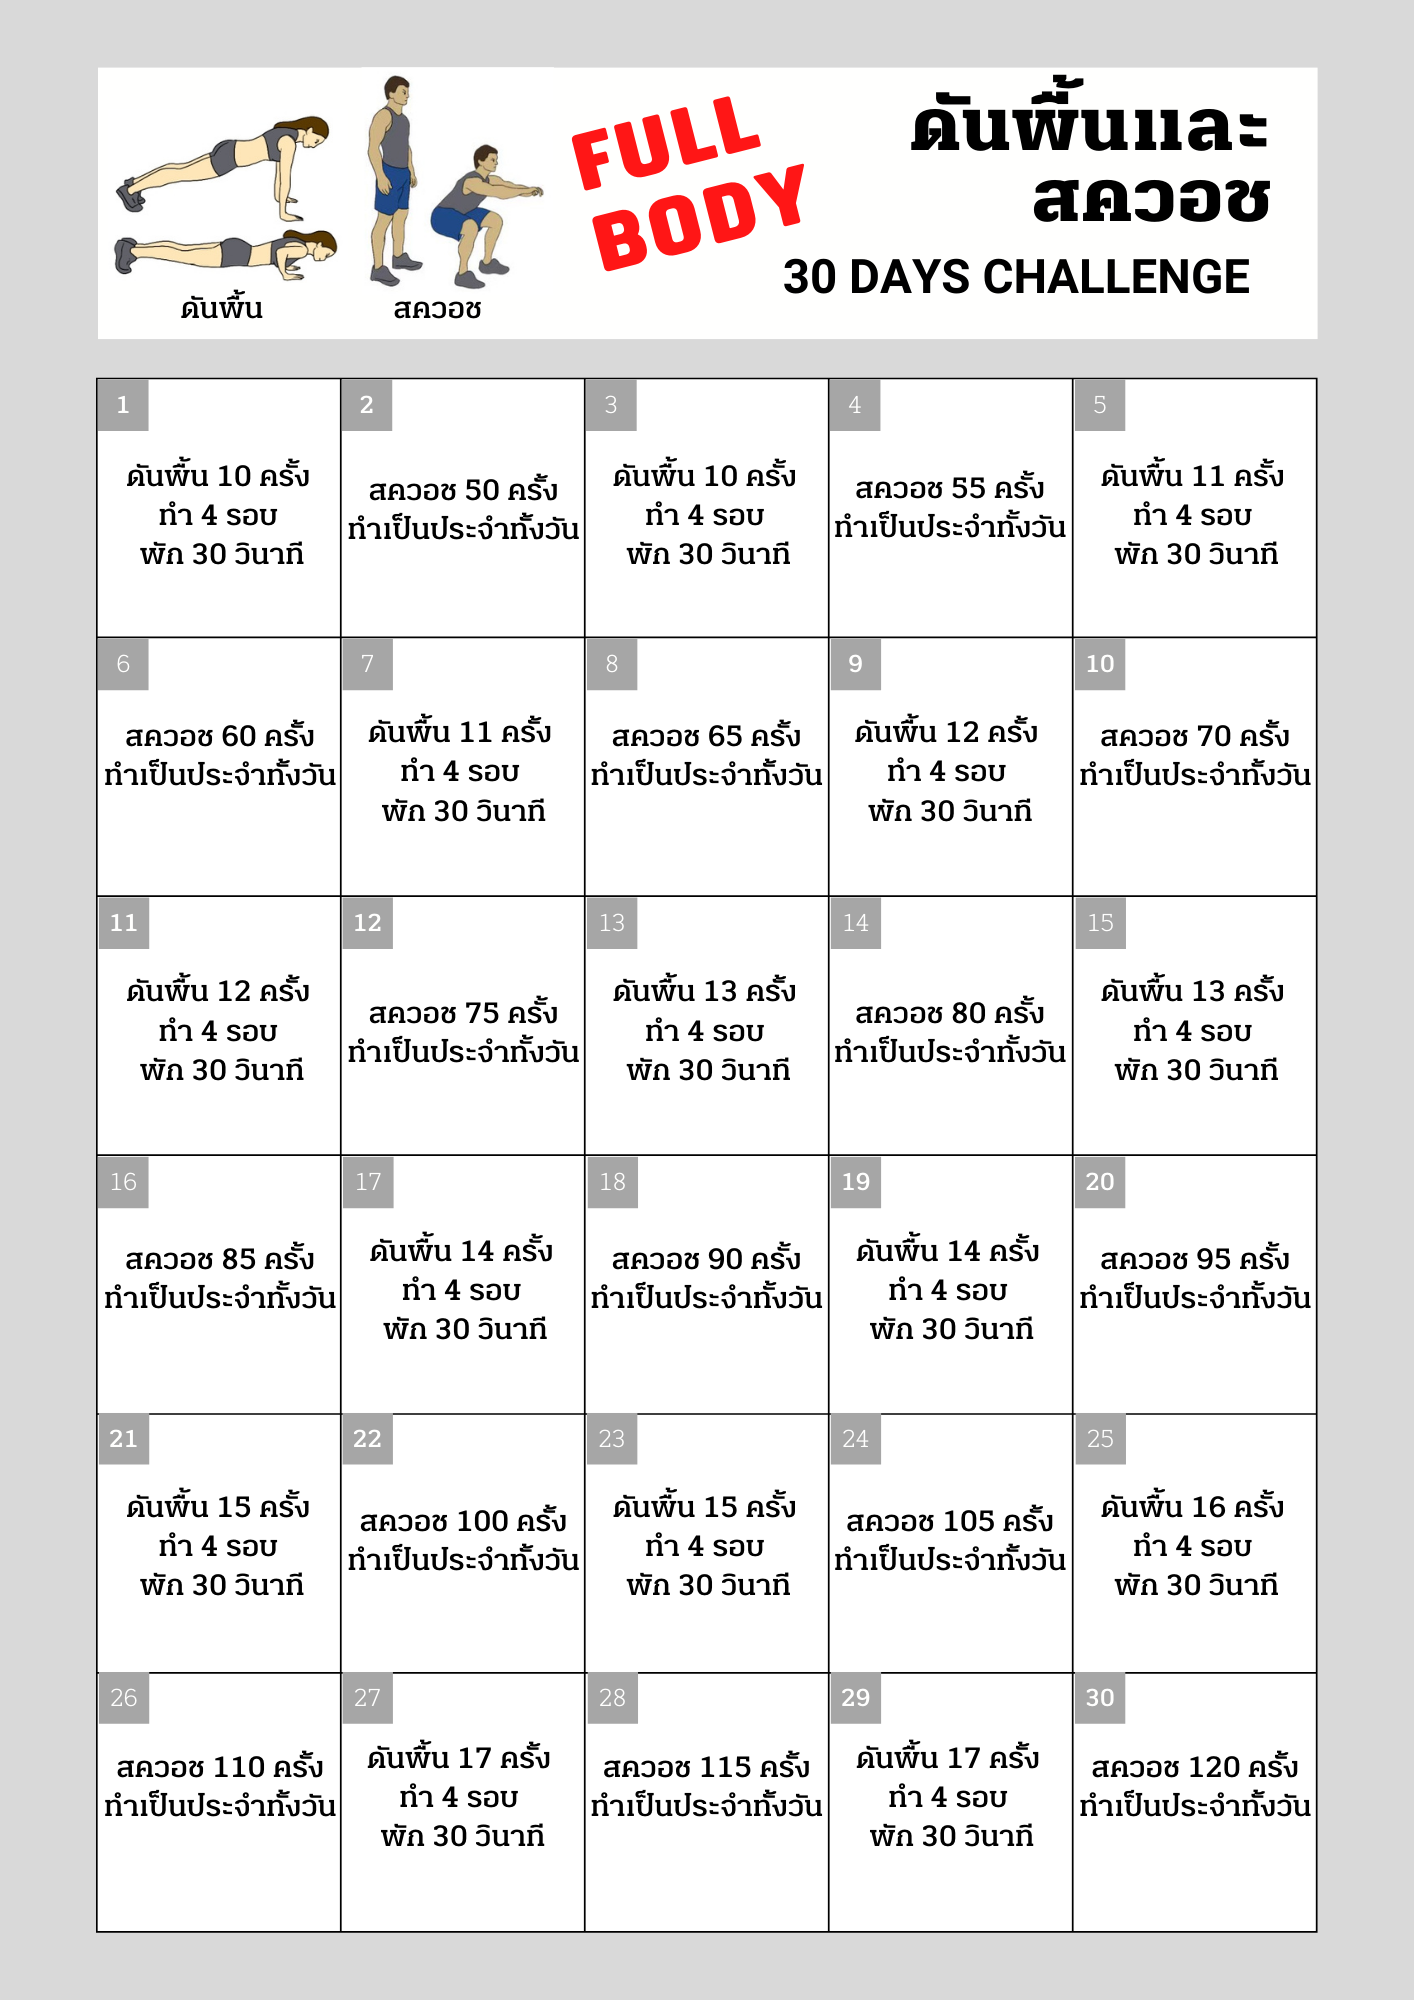 ดันพื้นและ
สควอช
FULL
BODY
30 DAYS CHALLENGE
ดันพื้น
สควอช
1
ดันพื้น 10 ครั้ง
ทำ 4 รอบ
พัก 30 วินาที
2
สควอช 50 ครั้ง
ทำเป็นประจำทั้งวัน
3
ดันพื้น 10 ครั้ง
ทำ 4 รอบ
พัก 30 วินาที
4
สควอช 55 ครั้ง
ทำเป็นประจำทั้งวัน
5
ดันพื้น 11 ครั้ง
ทำ 4 รอบ
พัก 30 วินาที
6
สควอช 60 ครั้ง
ทำเป็นประจำทั้งวัน
7
ดันพื้น 11 ครั้ง
ทำ 4 รอบ
พัก 30 วินาที
8
สควอช 65 ครั้ง
ทำเป็นประจำทั้งวัน
9
ดันพื้น 12 ครั้ง
ทำ 4 รอบ
พัก 30 วินาที
10
สควอช 70 ครั้ง
ทำเป็นประจำทั้งวัน
11
ดันพื้น 12 ครั้ง
ทำ 4 รอบ
พัก 30 วินาที
12
สควอช 75 ครั้ง
ทำเป็นประจำทั้งวัน
13
ดันพื้น 13 ครั้ง
ทำ 4 รอบ
พัก 30 วินาที
14
สควอช 80 ครั้ง
ทำเป็นประจำทั้งวัน
15
ดันพื้น 13 ครั้ง
ทำ 4 รอบ
พัก 30 วินาที
16
สควอช 85 ครั้ง
ทำเป็นประจำทั้งวัน
17
ดันพื้น 14 ครั้ง
ทำ 4 รอบ
พัก 30 วินาที
18
สควอช 90 ครั้ง
ทำเป็นประจำทั้งวัน
19
ดันพื้น 14 ครั้ง
ทำ 4 รอบ
พัก 30 วินาที
20
สควอช 95 ครั้ง
ทำเป็นประจำทั้งวัน
21
ดันพื้น 15 ครั้ง
ทำ 4 รอบ
พัก 30 วินาที
22
สควอช 100 ครั้ง
ทำเป็นประจำทั้งวัน
23
ดันพื้น 15 ครั้ง
ทำ 4 รอบ
พัก 30 วินาที
24
สควอช 105 ครั้ง
ทำเป็นประจำทั้งวัน
25
ดันพื้น 16 ครั้ง
ทำ 4 รอบ
พัก 30 วินาที
26
สควอช 110 ครั้ง
ทำเป็นประจำทั้งวัน
27
ดันพื้น 17 ครั้ง
ทำ 4 รอบ
พัก 30 วินาที
28
สควอช 115 ครั้ง
ทำเป็นประจำทั้งวัน
29
ดันพื้น 17 ครั้ง
ทำ 4 รอบ
พัก 30 วินาที
30
สควอช 120 ครั้ง
ทำเป็นประจำทั้งวัน